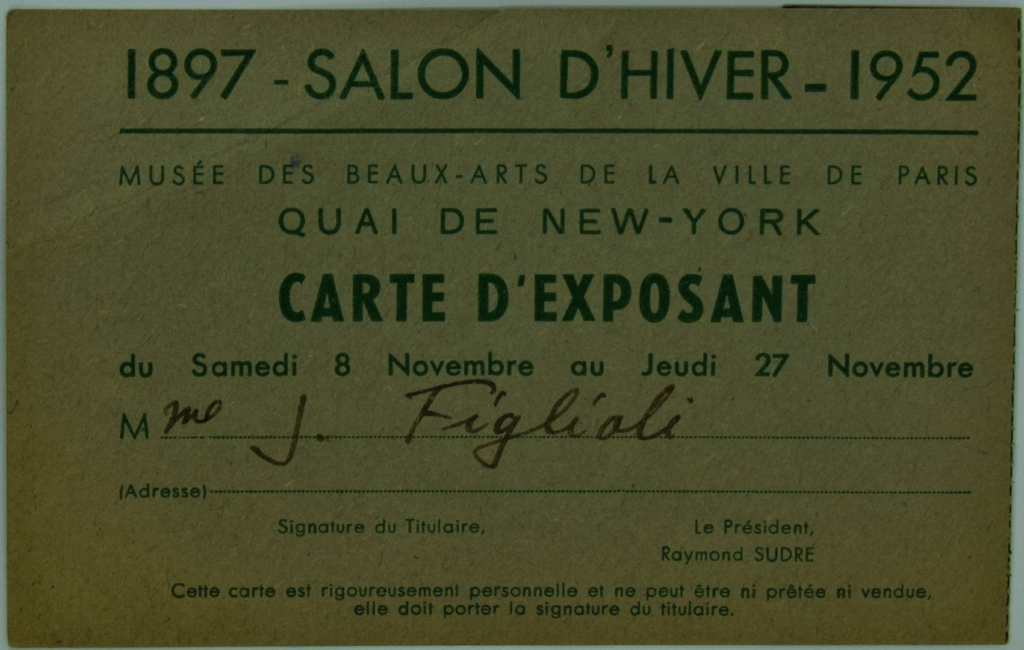 1897 - SALON D'HIVER - 1952
MUSÉE DES BEAUX-ARTS DE LA VILLE DE PARIS
QUAI DE NEW-YORK
CARTE D'EXPOSANT
du Samedi 8 Novembre au Jeudi 27 Novembre
Mme J. Figlioli
(Adresse)
Signature du Titulaire, Le Président,
Raymond SUDRE
Cette carte est rigoureusement personnelle et ne peut être ni prêtée ni vendue,
elle doit porter la signature du titulaire.